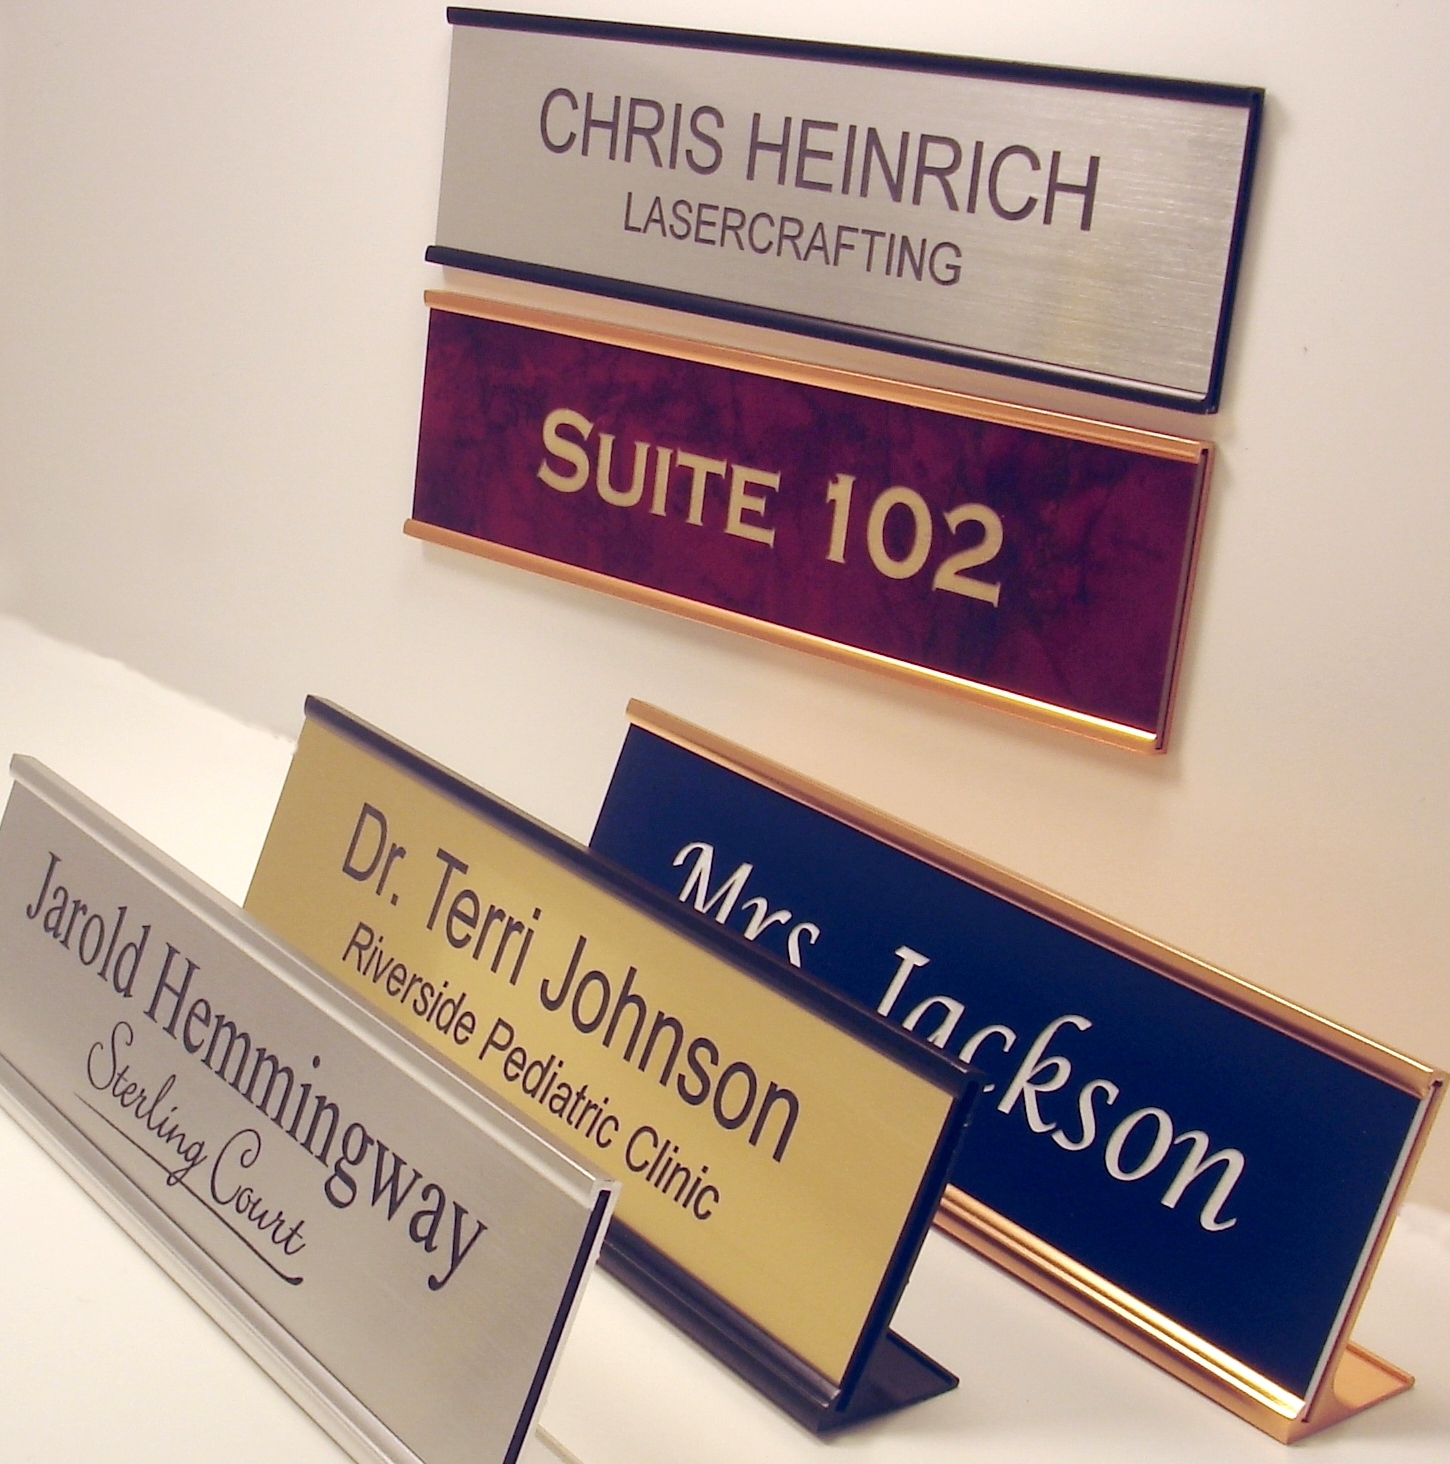 CHRIS HEINRICH
LASERCRAFTING
SUITE 102
Mrs. Jackson
Dr. Terri Johnson
Riverside Pediatric Clinic
Jarold Hemmingway
Sterling Court